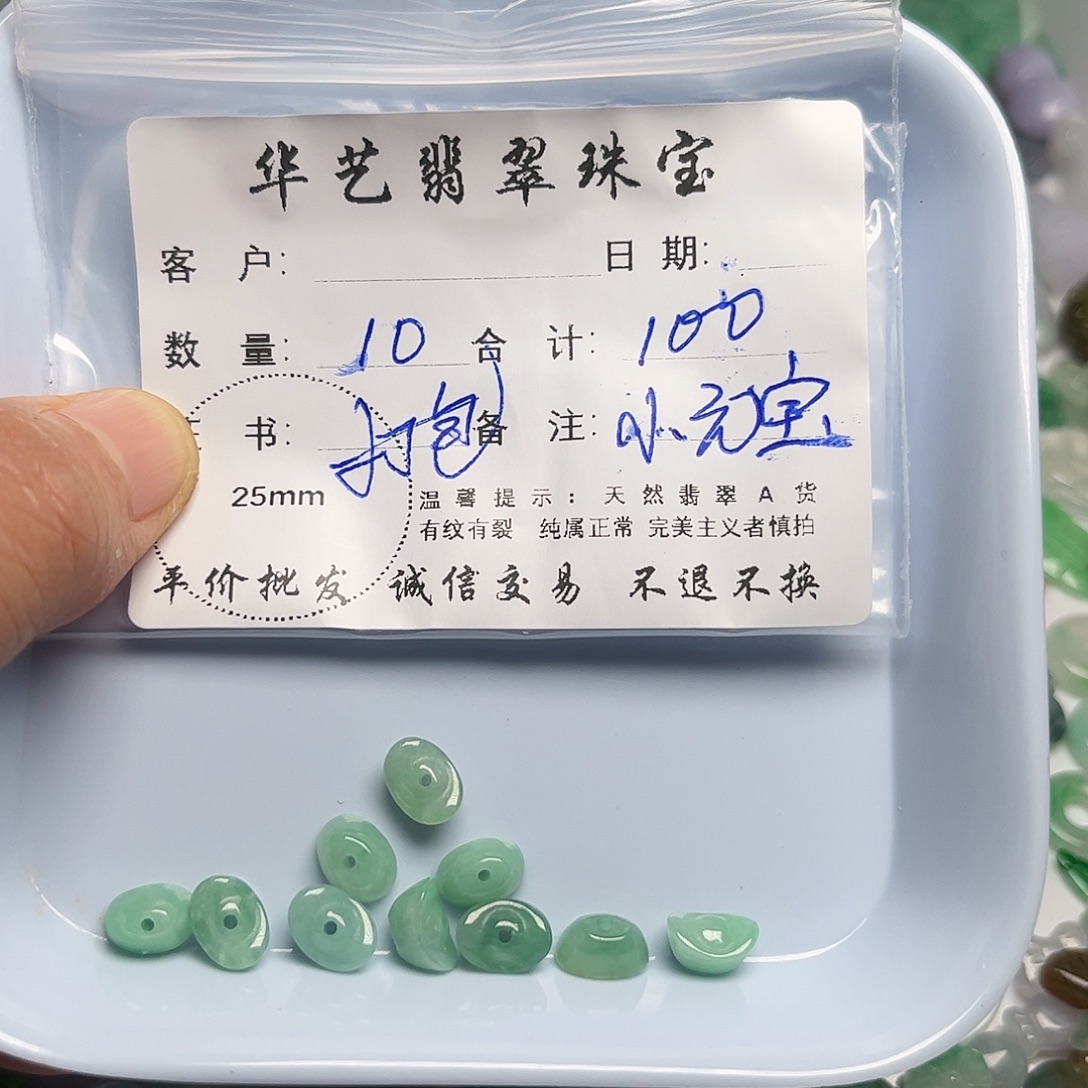 华艺翡翠珠宝
客户: 日期:
数量: 10 合计: 100
书: 打包 备注: 小元宝
25mm
温馨提示: 天然翡翠A货
有纹有裂 纯属正常 完美主义者慎拍
平价批发 诚信交易 不退不换